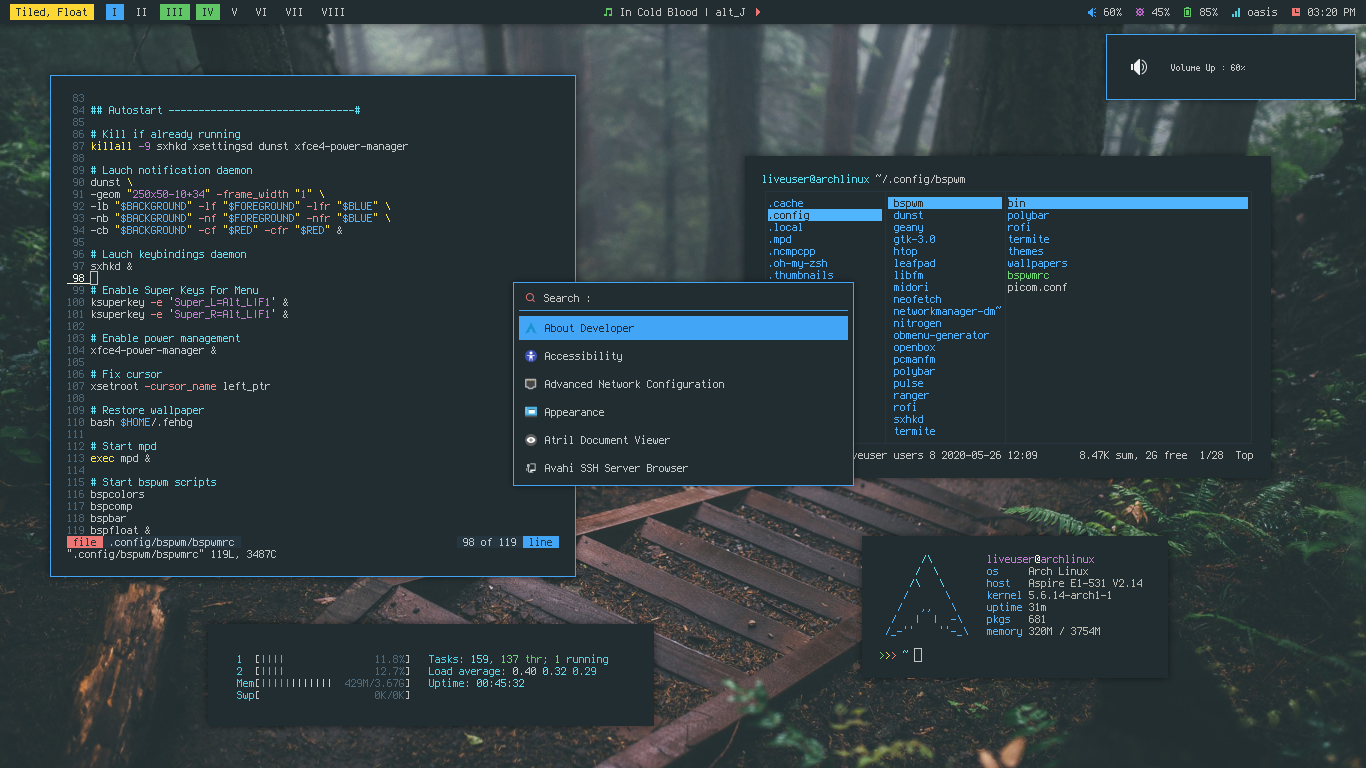 Tiled, Float I II III IV V VI VII VIII In Cold Blood | alt_J 60% 45% 85% oasis 03:20 PM
Volume Up : 60%
83
84 ## Autostart -------------------------------#
85
86 # Kill if already running
87 killall -9 sxhkd xsettingsd dunst xfce4-power-manager
88
89 # Lauch notification daemon
90 dunst \
91 -geom "250x50-10+34" -frame_width "1" \
92 -lb "$BACKGROUND" -lf "$FOREGROUND" -lfr "$BLUE" \
93 -nb "$BACKGROUND" -nf "$FOREGROUND" -nfr "$BLUE" \
94 -cb "$BACKGROUND" -cf "$RED" -cfr "$RED" &
95
96 # Lauch keybindings daemon
97 sxhkd &
98
99 # Enable Super Keys For Menu
100 ksuperkey -e 'Super_L=Alt_L|F1' &
101 ksuperkey -e 'Super_R=Alt_L|F1' &
102
103 # Enable power management
104 xfce4-power-manager &
105
106 # Fix cursor
107 xsetroot -cursor_name left_ptr
108
109 # Restore wallpaper
110 bash $HOME/.fehbg
111
112 # Start mpd
113 exec mpd &
114
115 # Start bspwm scripts
116 bspcolors
117 bspcomp
118 bspbar
119 bspfloat &
file .config/bspwm/bspwmrc 98 of 119 line
".config/bspwm/bspwmrc" 119L, 3487C
liveuser@archlinux ~/.config/bspwm
.cache
.config
.local
.mpd
.ncmpcpp
.oh-my-zsh
.thumbnails
bspwm
dunst
geany
gtk-3.0
htop
leafpad
libfm
midori
neofetch
networkmanager-dm~
nitrogen
obmenu-generator
openbox
pcmanfm
polybar
pulse
ranger
rofi
sxhkd
termite
bin
polybar
rofi
termite
themes
wallpapers
bspwmrc
picom.conf
veuser users 8 2020-05-26 12:09 8.47K sum, 2G free 1/28 Top
Search :
About Developer
Accessibility
Advanced Network Configuration
Appearance
Atril Document Viewer
Avahi SSH Server Browser
liveuser@archlinux
os Arch Linux
host Aspire E1-531 V2.14
kernel 5.6.14-arch1-1
uptime 31m
pkgs 681
memory 320M / 3754M
>>> ~
1 [|||| 11.8%] Tasks: 159, 137 thr; 1 running
2 [|||| 12.7%] Load average: 0.40 0.32 0.29
Mem[|||||||||||| 429M/3.67G] Uptime: 00:45:32
Swp[ 0K/0K]